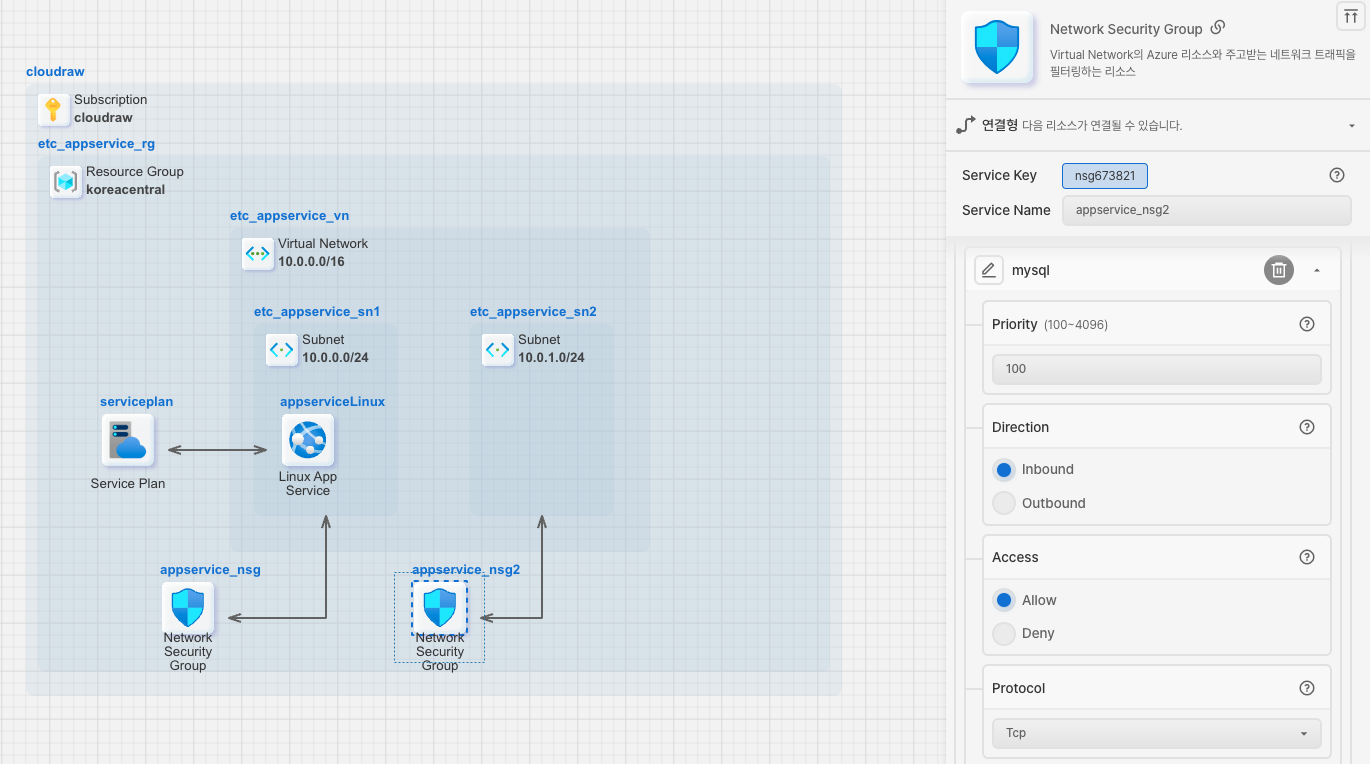 cloudraw
Subscription
cloudraw
etc_appservice_rg
Resource Group
koreacentral
etc_appservice_vn
Virtual Network
10.0.0.0/16
etc_appservice_sn1
Subnet
10.0.0.0/24
etc_appservice_sn2
Subnet
10.0.1.0/24
serviceplan
Service Plan
appserviceLinux
Linux App
Service
appservice_nsg
Network
Security
Group
appservice_nsg2
Network
Security
Group
Network Security Group
Virtual Network의 Azure 리소스와 주고받는 네트워크 트래픽을
필터링하는 리소스
연결형 다음 리소스가 연결될 수 있습니다.
Service Key nsg673821
Service Name appservice_nsg2
mysql
Priority (100~4096)
100
Direction
Inbound
Outbound
Access
Allow
Deny
Protocol
Tcp